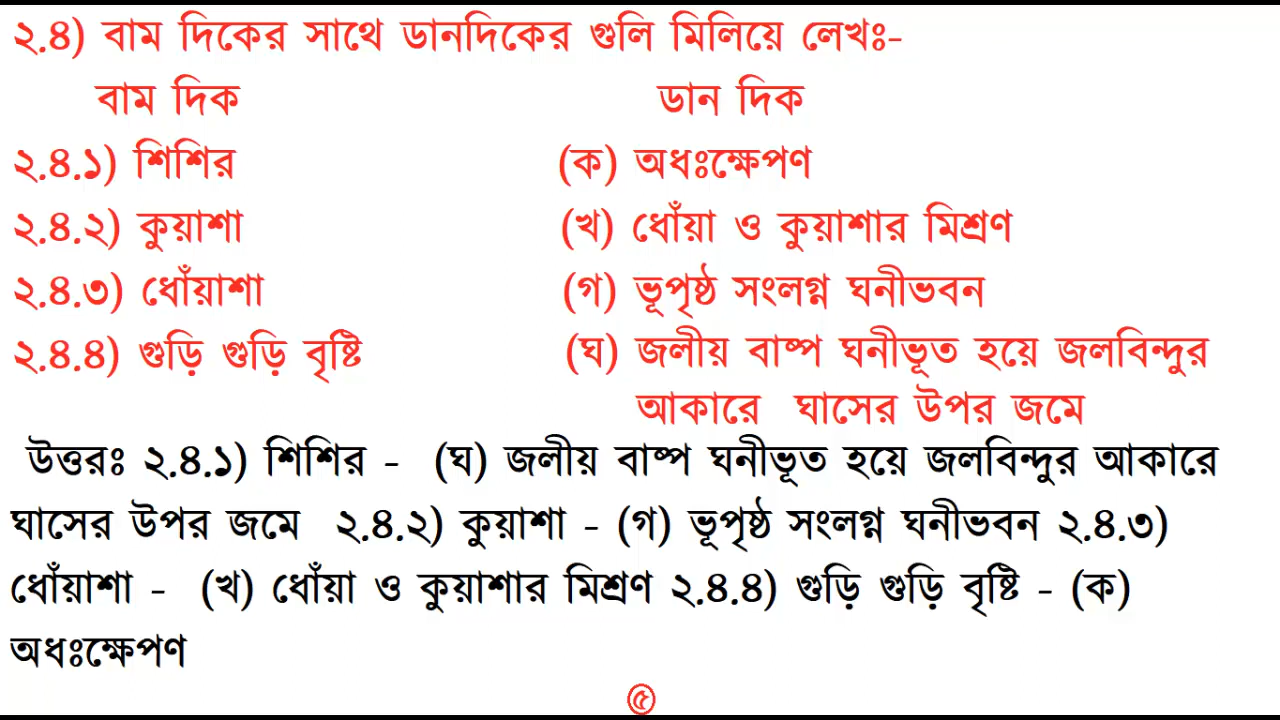 ২.৪) বাম দিকের সাথে ডানদিকের গুলি মিলিয়ে লেখঃ-
বাম দিক ডান দিক
২.৪.১) শিশির (ক) অধঃক্ষেপণ
২.৪.২) কুয়াশা (খ) ধোঁয়া ও কুয়াশার মিশ্রণ
২.৪.৩) ধোঁয়াশা (গ) ভূপৃষ্ঠ সংলগ্ন ঘনীভবন
২.৪.৪) গুড়ি গুড়ি বৃষ্টি (ঘ) জলীয় বাষ্প ঘনীভূত হয়ে জলবিন্দুর
আকারে ঘাসের উপর জমে
উত্তরঃ ২.৪.১) শিশির - (ঘ) জলীয় বাষ্প ঘনীভূত হয়ে জলবিন্দুর আকারে
ঘাসের উপর জমে ২.৪.২) কুয়াশা - (গ) ভূপৃষ্ঠ সংলগ্ন ঘনীভবন ২.৪.৩)
ধোঁয়াশা - (খ) ধোঁয়া ও কুয়াশার মিশ্রণ ২.৪.৪) গুড়ি গুড়ি বৃষ্টি - (ক)
অধঃক্ষেপণ
৫